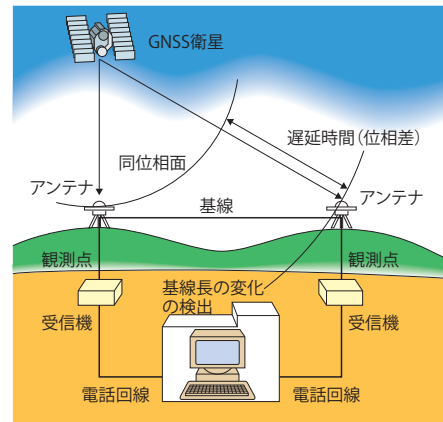 GNSS衛星
遅延時間(位相差)
同位相面
アンテナ
アンテナ
基線
観測点
観測点
基線長の変化
の検出
受信機
受信機
電話回線
電話回線